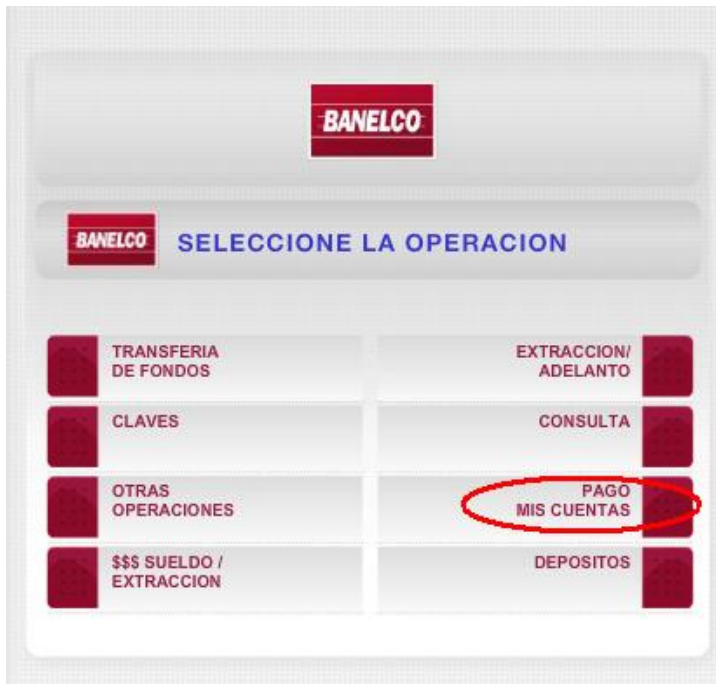 BANELCO
BANELCO SELECCIONE LA OPERACION
TRANSFERIA
DE FONDOS
EXTRACCION/
ADELANTO
CLAVES
CONSULTA
OTRAS
OPERACIONES
PAGO
MIS CUENTAS
$$$ SUELDO /
EXTRACCION
DEPOSITOS